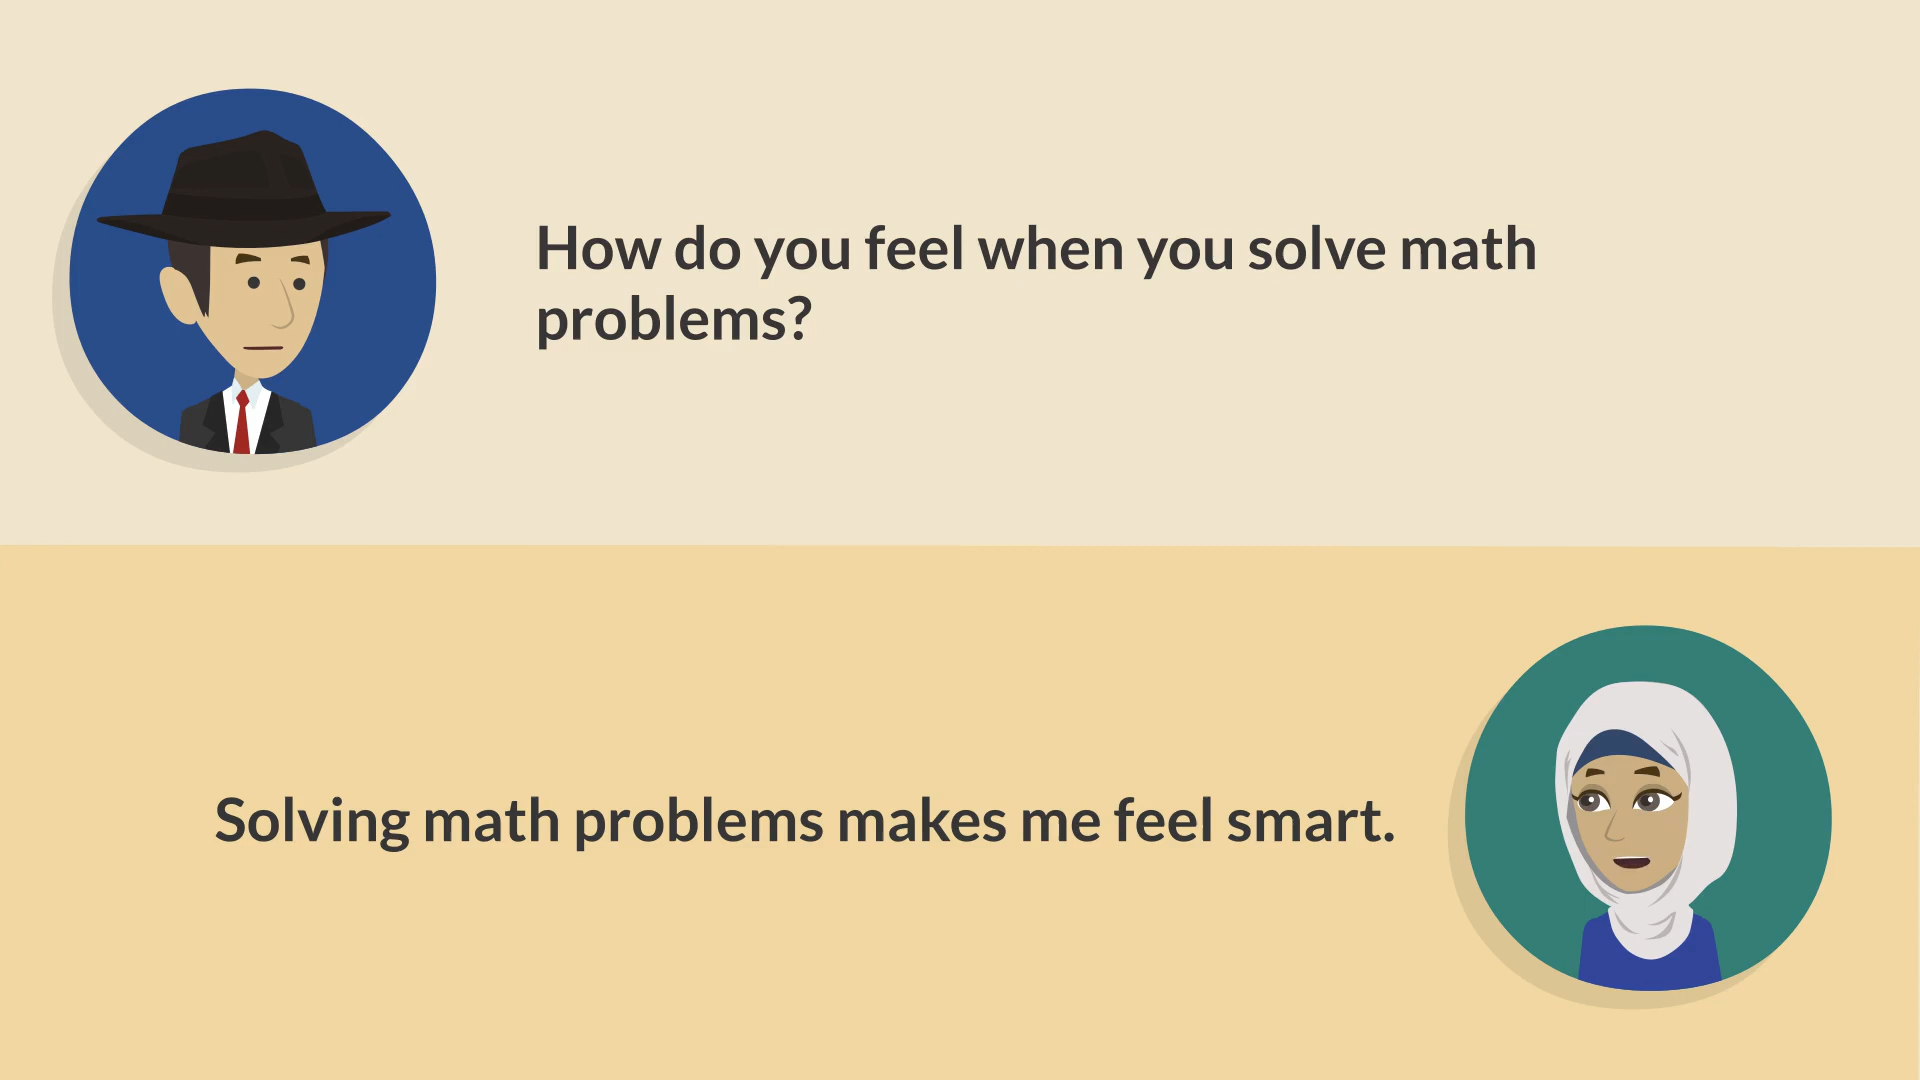 How do you feel when you solve math
problems?
Solving math problems makes me feel smart.